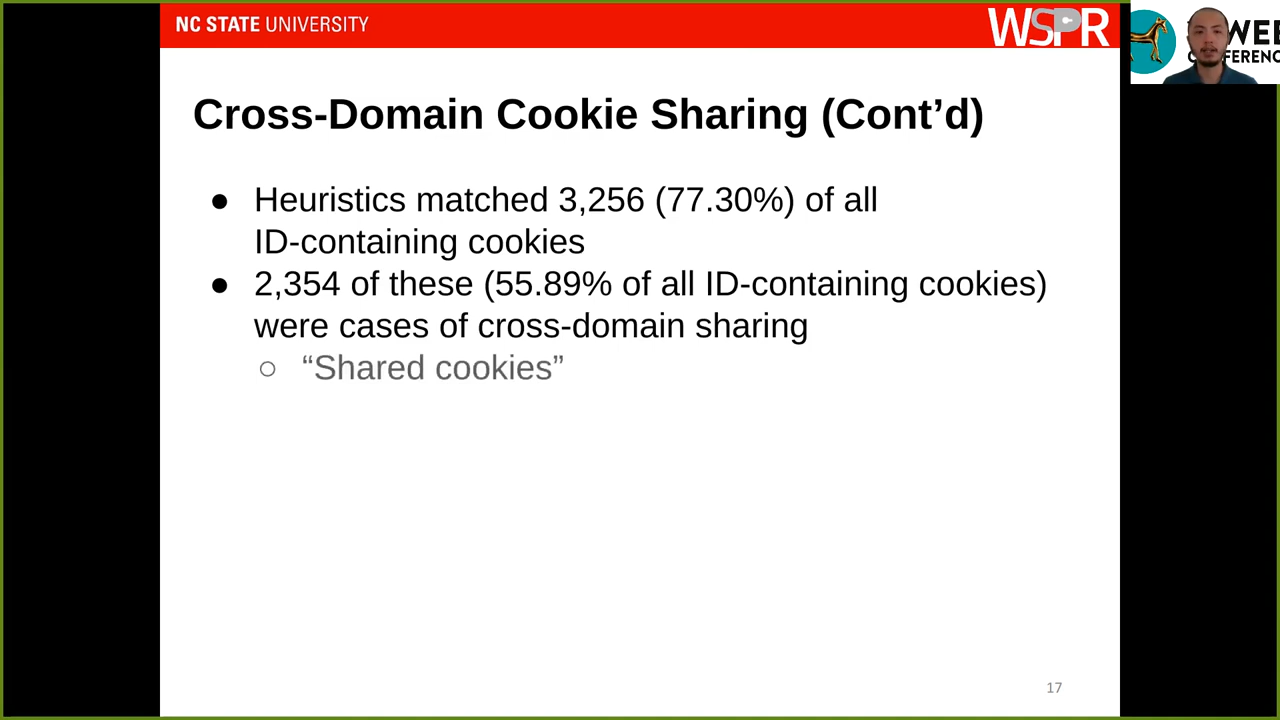 NC STATE UNIVERSITY
WSPR
WEB
CONFERENC
Cross-Domain Cookie Sharing (Cont’d)
● Heuristics matched 3,256 (77.30%) of all
ID-containing cookies
● 2,354 of these (55.89% of all ID-containing cookies)
were cases of cross-domain sharing
○ “Shared cookies”
17